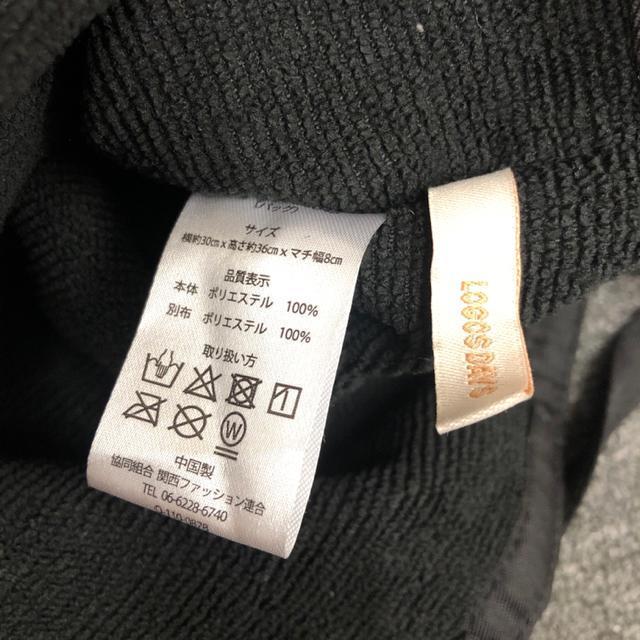 (バック)
サイズ
横約30cm x 高さ約36cm x マチ幅8cm
品質表示
本体 ポリエステル 100%
別布 ポリエステル 100%
取り扱い方
W
中国製
協同組合 関西ファッション連合
TEL 06-6228-6740
LOGOS DAYS